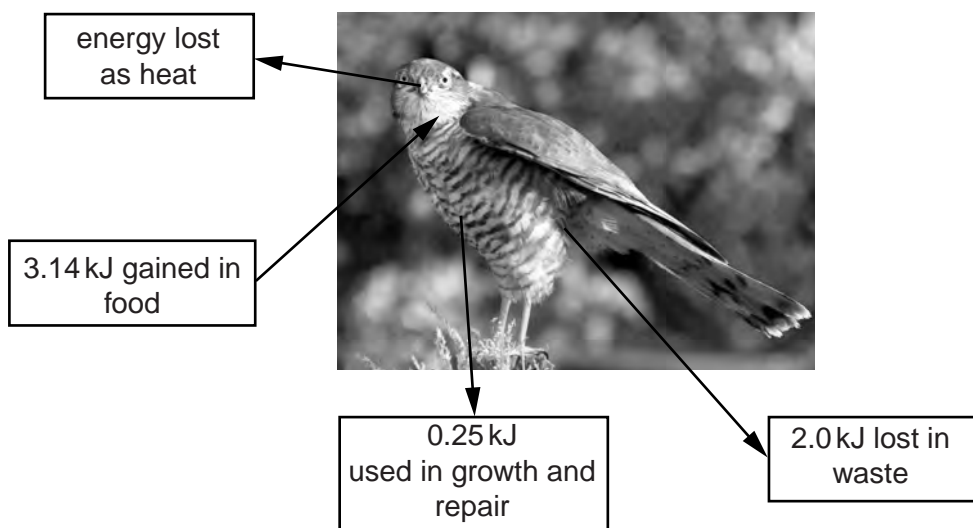 energy lost
as heat
3.14 kJ gained in
food
0.25 kJ
used in growth and
repair
2.0 kJ lost in
waste